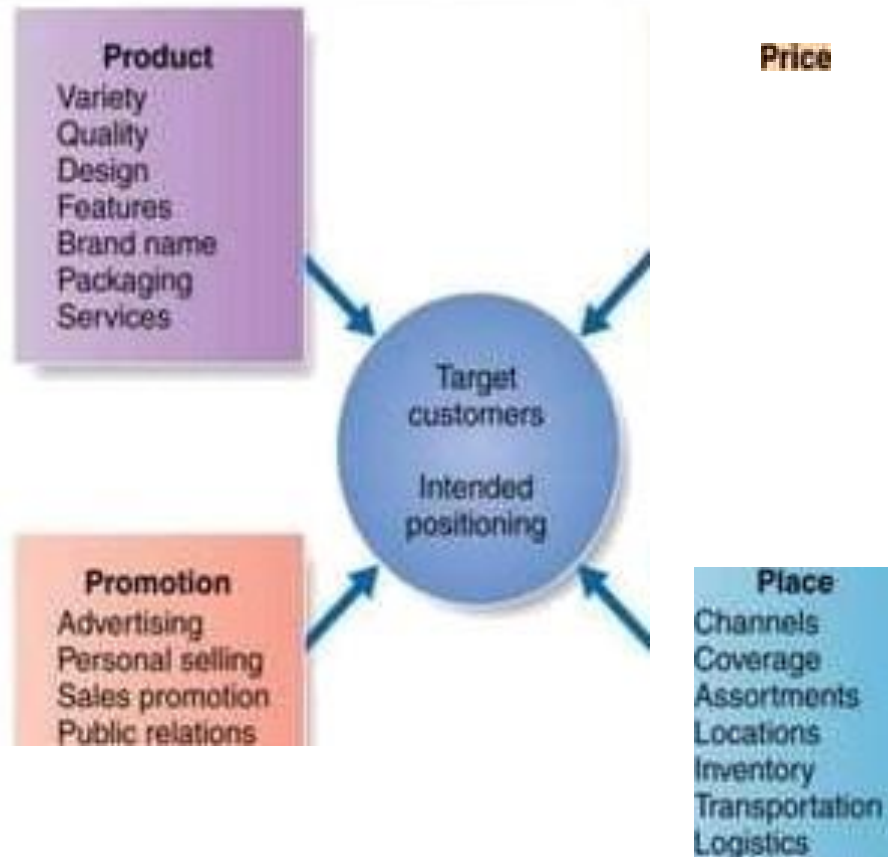 Product
Variety
Quality
Design
Features
Brand name
Packaging
Services
Price
Target
customers
Intended
positioning
Promotion
Advertising
Personal selling
Sales promotion
Public relations
Place
Channels
Coverage
Assortments
Locations
Inventory
Transportation
Logistics